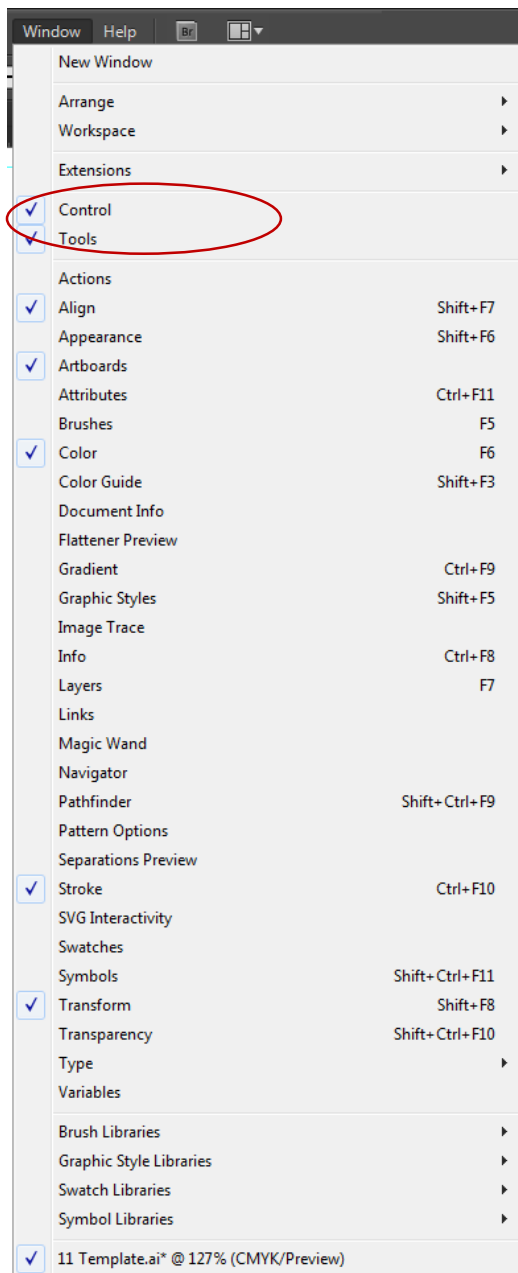 Window Help Br
New Window
Arrange
Workspace
Extensions
Control
Tools
Actions
Align Shift+F7
Appearance Shift+F6
Artboards
Attributes Ctrl+F11
Brushes F5
Color F6
Color Guide Shift+F3
Document Info
Flattener Preview
Gradient Ctrl+F9
Graphic Styles Shift+F5
Image Trace
Info Ctrl+F8
Layers F7
Links
Magic Wand
Navigator
Pathfinder Shift+Ctrl+F9
Pattern Options
Separations Preview
Stroke Ctrl+F10
SVG Interactivity
Swatches
Symbols Shift+Ctrl+F11
Transform Shift+F8
Transparency Shift+Ctrl+F10
Type
Variables
Brush Libraries
Graphic Style Libraries
Swatch Libraries
Symbol Libraries
11 Template.ai* @ 127% (CMYK/Preview)